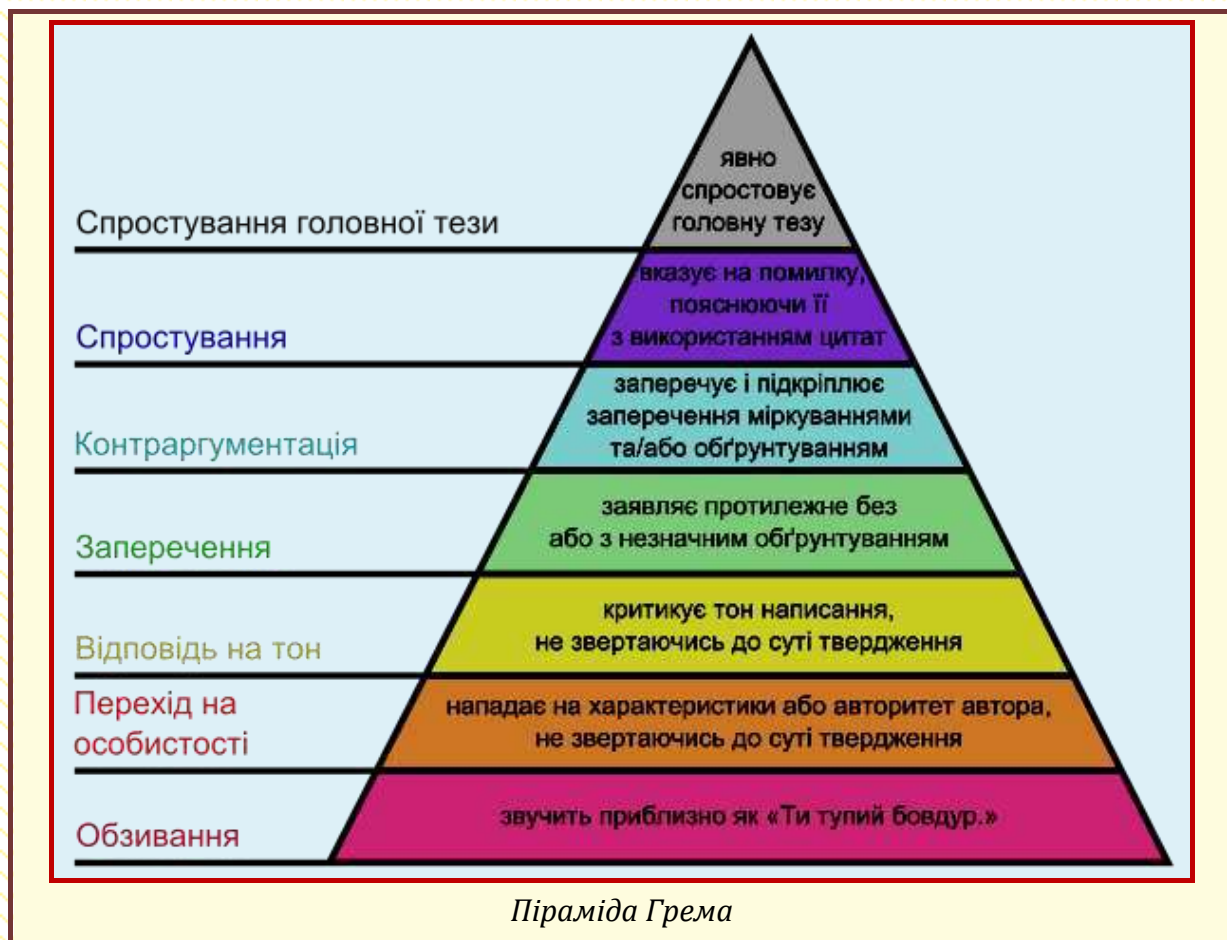 явно
спростовує
головну тезу
Спростування головної тези
вказує на помилку,
пояснюючи її
з використанням цитат
Спростування
заперечує і підкріплює
заперечення міркуваннями
та/або обґрунтуванням
Контраргументація
заявляє протилежне без
або з незначним обґрунтуванням
Заперечення
критикує тон написання,
не звертаючись до суті твердження
Відповідь на тон
нападає на характеристики або авторитет автора,
не звертаючись до суті твердження
Перехід на
особистості
звучить приблизно як «Ти тупий бовдур.»
Обзивання
Піраміда Грема